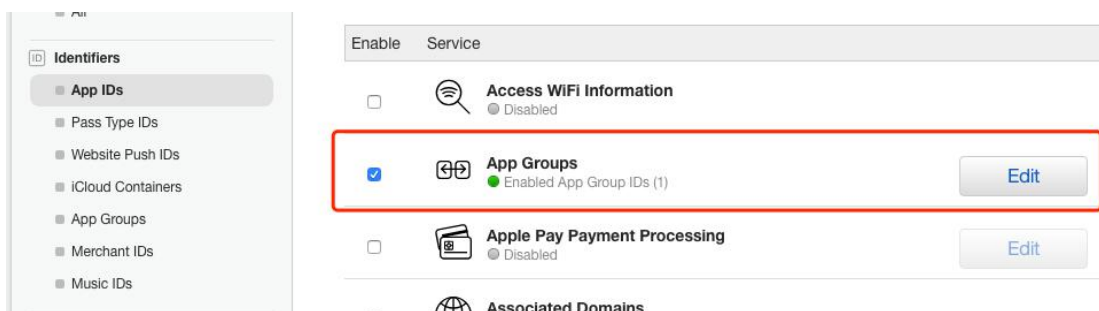 All
Identifiers
App IDs
Pass Type IDs
Website Push IDs
iCloud Containers
App Groups
Merchant IDs
Music IDs
Enable Service
Access WiFi Information
Disabled
App Groups
Enabled App Group IDs (1)
Edit
Apple Pay Payment Processing
Disabled
Edit
Associated Domains